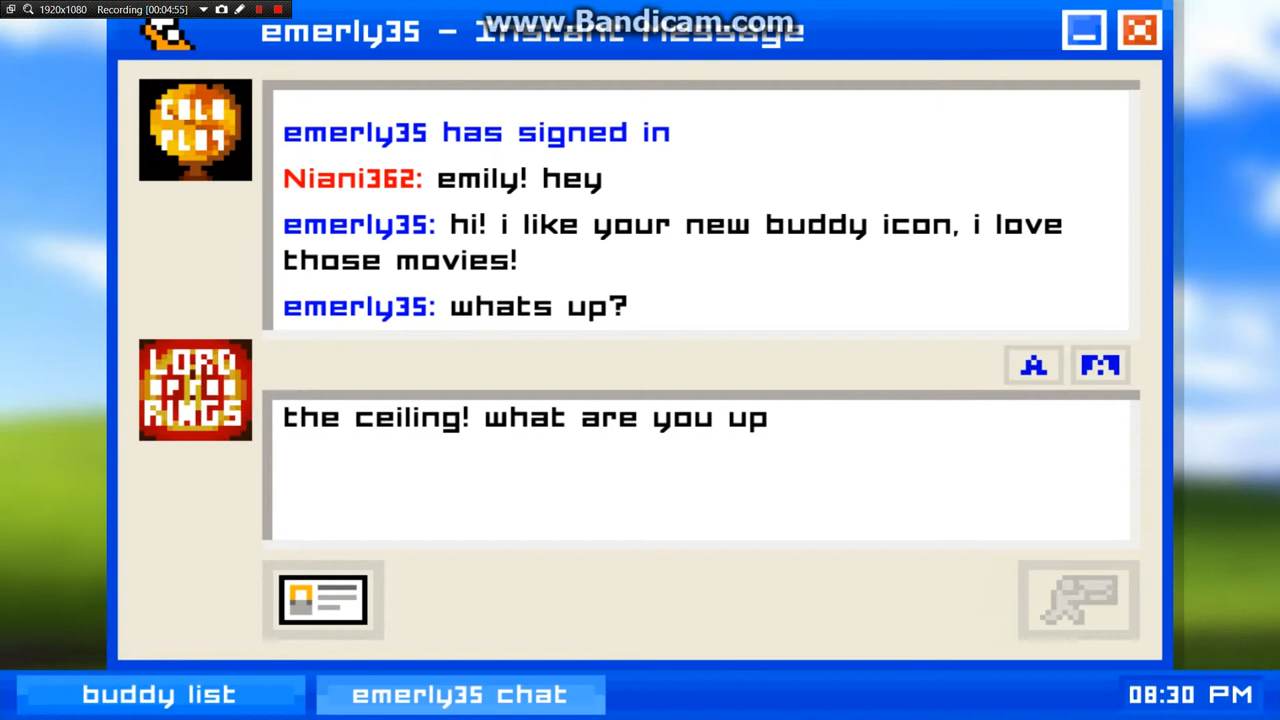 1920x1080 Recording [00:04:55]
www.Bandicam.com
emerly35 - Instant Message
COLD PLAY
emerly35 has signed in
Niani362: emily! hey
emerly35: hi! i like your new buddy icon, i love
those movies!
emerly35: whats up?
LORD
RINGS
A
the ceiling! what are you up
buddy list
emerly35 chat
08:30 PM